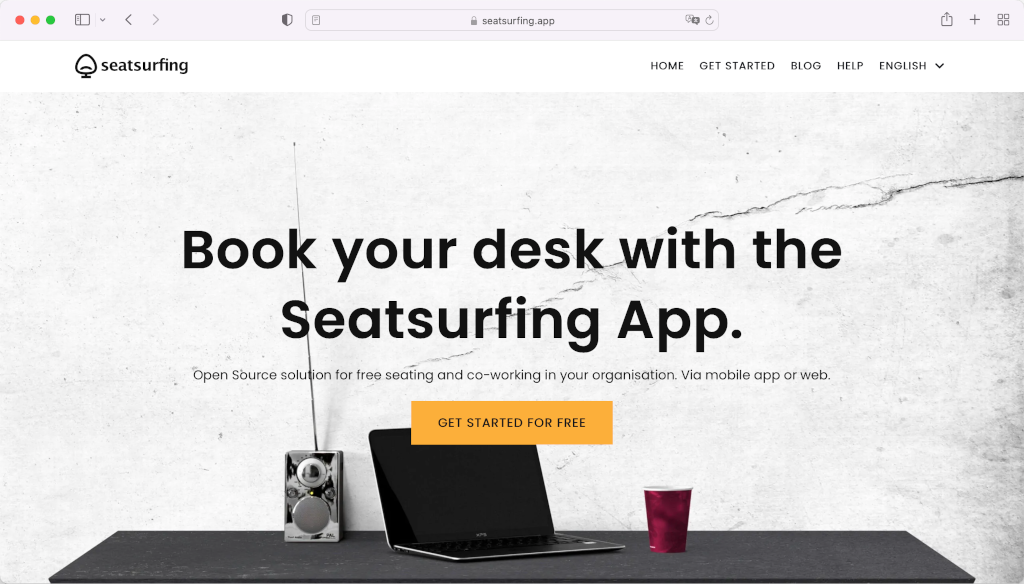 seatsurfing.app
seatsurfing
HOME GET STARTED BLOG HELP ENGLISH
Book your desk with the
Seatsurfing App.
Open Source solution for free seating and co-working in your organisation. Via mobile app or web.
GET STARTED FOR FREE